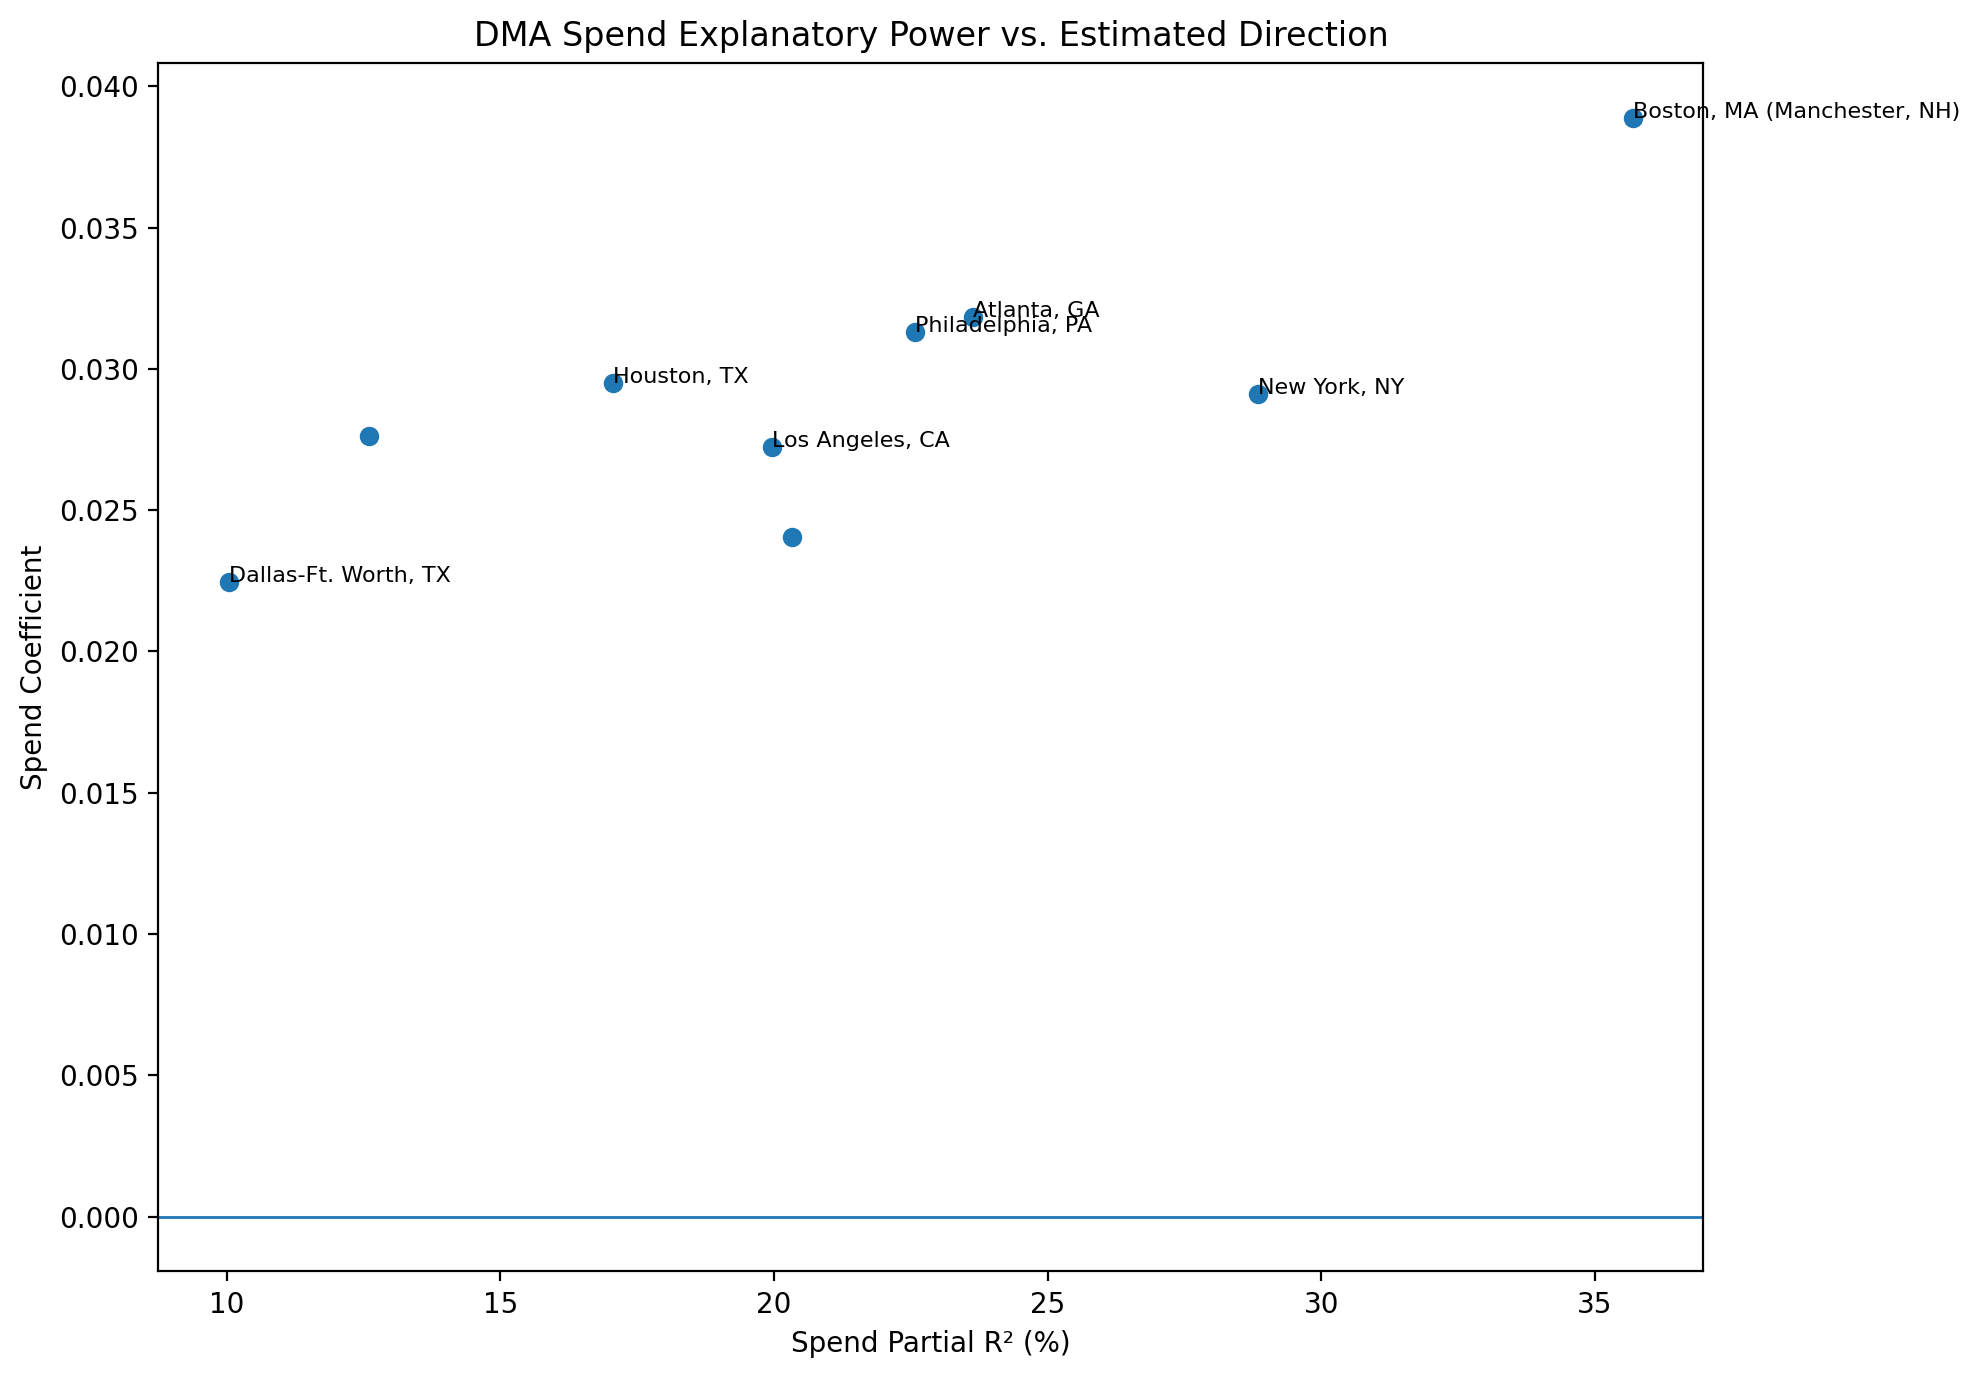 DMA Spend Explanatory Power vs. Estimated Direction
0.040
Boston, MA (Manchester, NH)
0.035
Atlanta, GA
Philadelphia, PA
0.030
Houston, TX
New York, NY
Los Angeles, CA
0.025
Dallas-Ft. Worth, TX
Spend Coefficient
0.020
0.015
0.010
0.005
0.000
10
15
20
25
30
35
Spend Partial R² (%)